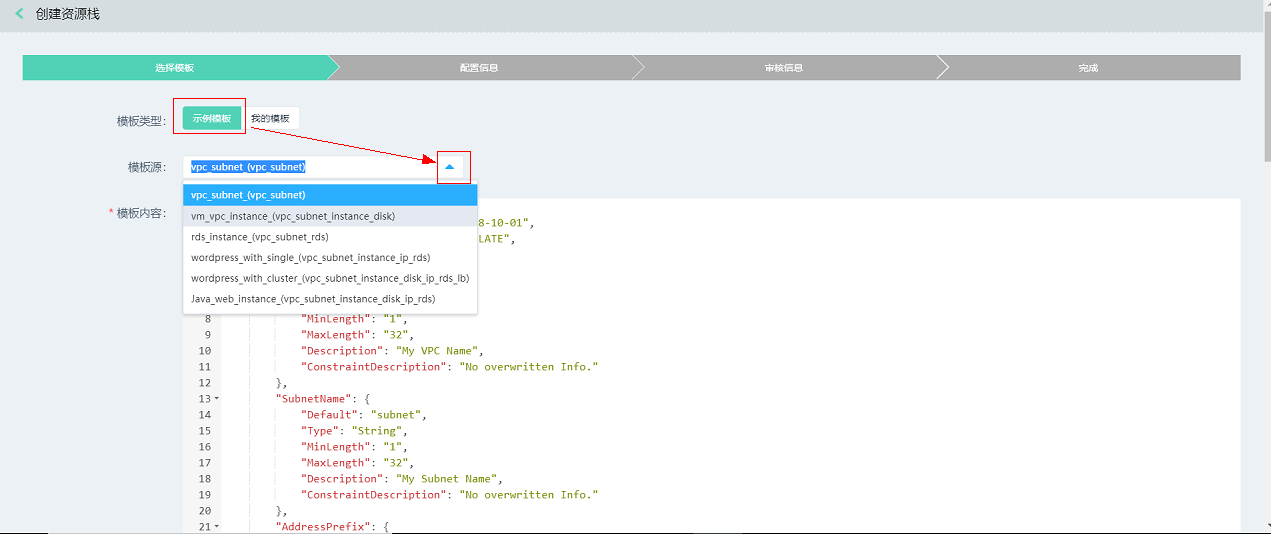 创建资源栈
选择模板
配置信息
审核信息
完成
模板类型：
示例模板
我的模板
模板源：
vpc_subnet_(vpc_subnet)
vpc_subnet_(vpc_subnet)
vm_vpc_instance_(vpc_subnet_instance_disk)
rds_instance_(vpc_subnet_rds)
wordpress_with_single_(vpc_subnet_instance_ip_rds)
wordpress_with_cluster_(vpc_subnet_instance_disk_ip_rds_lb)
Java_web_instance_(vpc_subnet_instance_disk_ip_rds)
* 模板内容：
8-10-01",
LATE",
8 "MinLength": "1",
9 "MaxLength": "32",
10 "Description": "My VPC Name",
11 "ConstraintDescription": "No overwritten Info."
12 },
13 "SubnetName": {
14 "Default": "subnet",
15 "Type": "String",
16 "MinLength": "1",
17 "MaxLength": "32",
18 "Description": "My Subnet Name",
19 "ConstraintDescription": "No overwritten Info."
20 },
21 "AddressPrefix": {